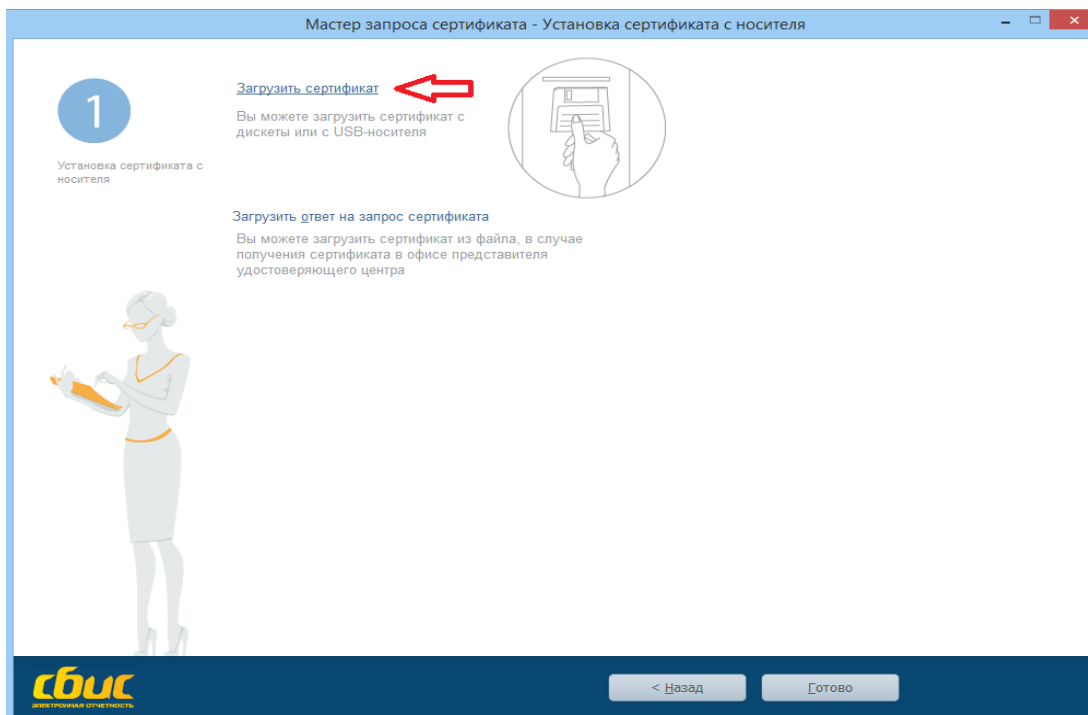 Мастер запроса сертификата - Установка сертификата с носителя
1
Установка сертификата с
носителя
Загрузить сертификат
Вы можете загрузить сертификат с
дискеты или с USB-носителя
Загрузить ответ на запрос сертификата
Вы можете загрузить сертификат из файла, в случае
получения сертификата в офисе представителя
удостоверяющего центра
сбис
ЭЛЕКТРОННАЯ ОТЧЕТНОСТЬ
< Назад
Готово